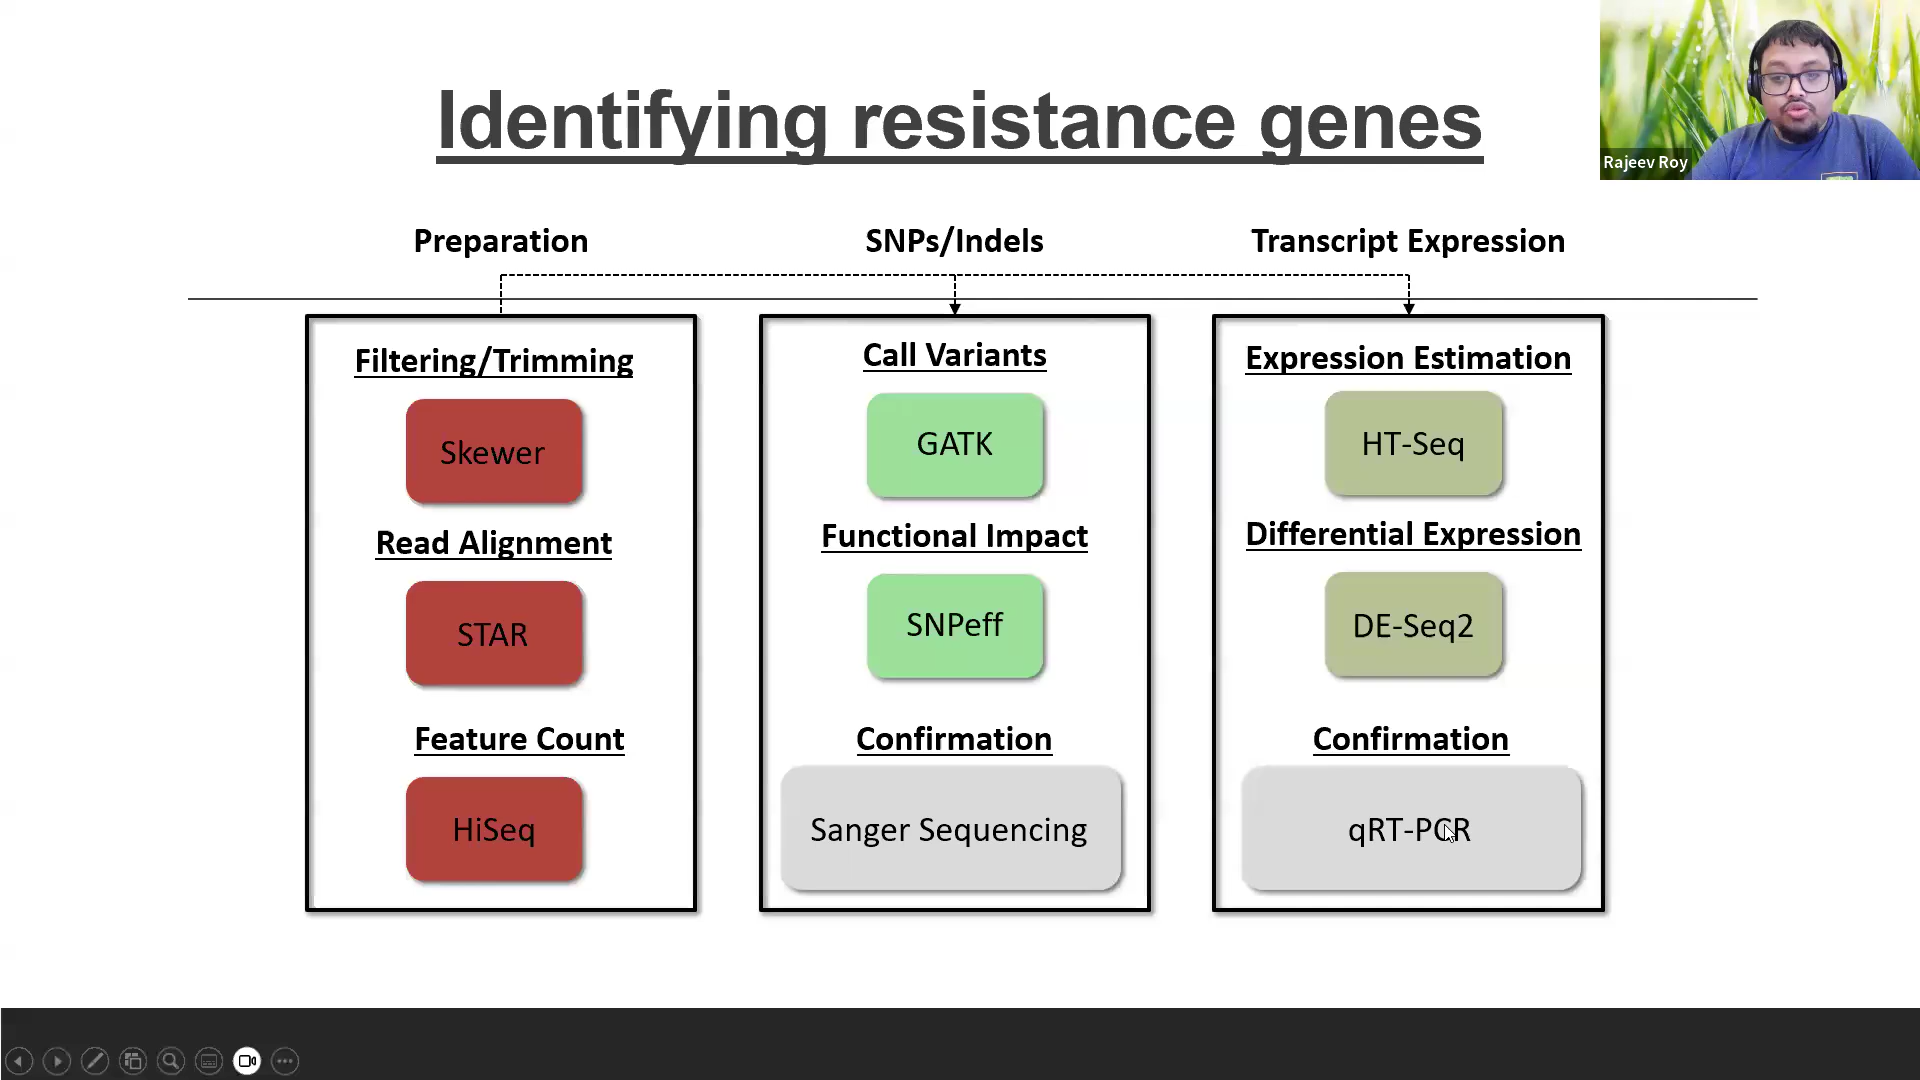 Identifying resistance genes
Rajeev Roy
Preparation
SNPs/Indels
Transcript Expression
Filtering/Trimming
Skewer
Read Alignment
STAR
Feature Count
HiSeq
Call Variants
GATK
Functional Impact
SNPeff
Confirmation
Sanger Sequencing
Expression Estimation
HT-Seq
Differential Expression
DE-Seq2
Confirmation
qRT-PCR